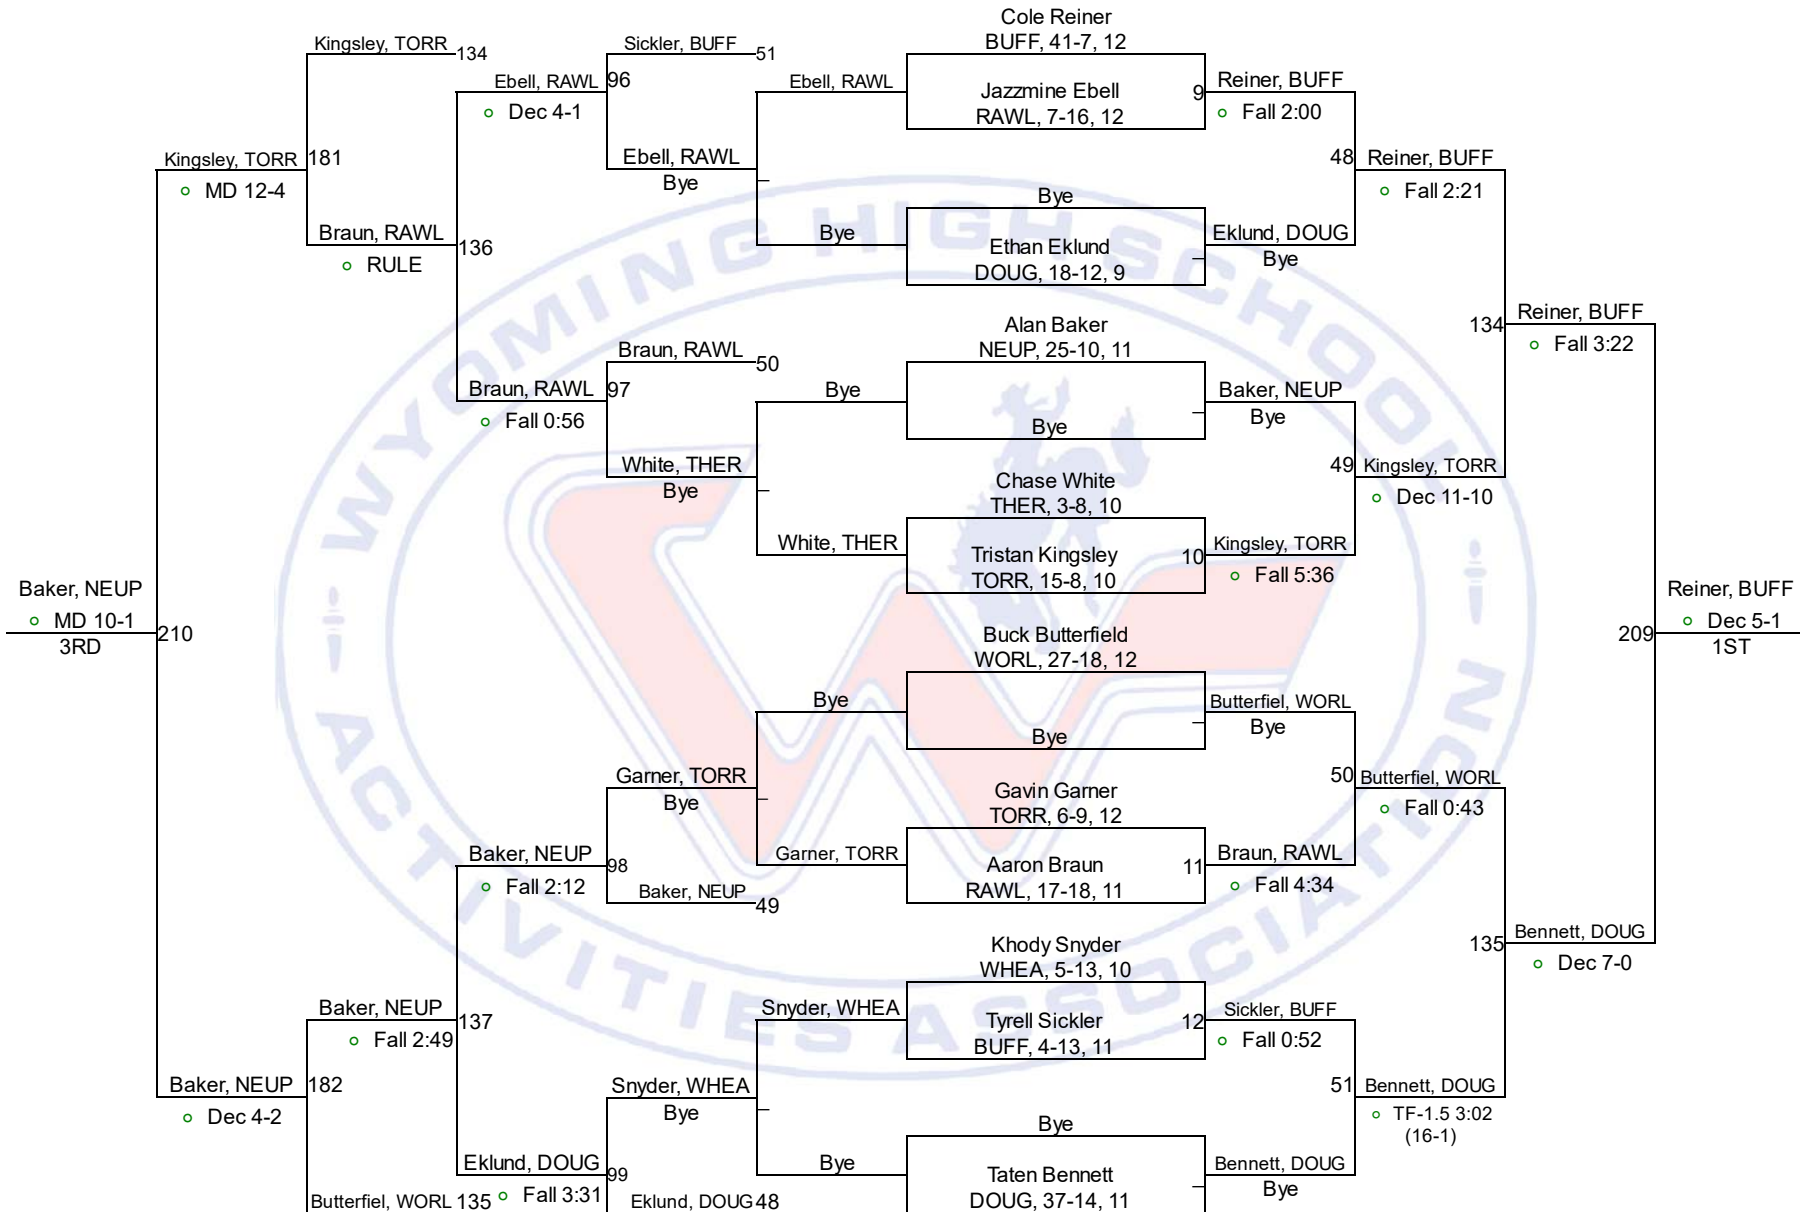 Cole Reiner
BUFF, 41-7, 12
Kingsley, TORR
134
Sickler, BUFF
51
Ebell, RAWL
96
Dec 4-1
Ebell, RAWL
Jazzmine Ebell
RAWL, 7-16, 12
9
Reiner, BUFF
Fall 2:00
Kingsley, TORR
181
MD 12-4
Ebell, RAWL
Bye
48
Reiner, BUFF
Fall 2:21
Bye
Braun, RAWL
136
RULE
Bye
Ethan Eklund
DOUG, 18-12, 9
Eklund, DOUG
Bye
Alan Baker
NEUP, 25-10, 11
134
Reiner, BUFF
Fall 3:22
Braun, RAWL
50
Braun, RAWL
97
Fall 0:56
Bye
Bye
Baker, NEUP
Bye
White, THER
Bye
Chase White
THER, 3-8, 10
49
Kingsley, TORR
Dec 11-10
White, THER
Tristan Kingsley
TORR, 15-8, 10
10
Kingsley, TORR
Fall 5:36
Baker, NEUP
MD 10-1
3RD
210
Buck Butterfield
WORL, 27-18, 12
209
Reiner, BUFF
Dec 5-1
1ST
Bye
Bye
Butterfiel, WORL
Bye
Garner, TORR
Bye
Gavin Garner
TORR, 6-9, 12
50
Butterfiel, WORL
Fall 0:43
Baker, NEUP
98
Fall 2:12
Garner, TORR
Aaron Braun
RAWL, 17-18, 11
11
Braun, RAWL
Fall 4:34
Baker, NEUP
49
Khody Snyder
WHEA, 5-13, 10
135
Bennett, DOUG
Dec 7-0
Baker, NEUP
137
Fall 2:49
Snyder, WHEA
Tyrell Sickler
BUFF, 4-13, 11
12
Sickler, BUFF
Fall 0:52
Baker, NEUP
182
Dec 4-2
Snyder, WHEA
Bye
51
Bennett, DOUG
TF-1.5 3:02
(16-1)
Bye
Eklund, DOUG
99
Fall 3:31
Bye
Taten Bennett
DOUG, 37-14, 11
Bennett, DOUG
Bye
Butterfiel, WORL
135
Eklund, DOUG
48
WYOMING HIGH SCHOOL
ACTIVITIES ASSOCIATION